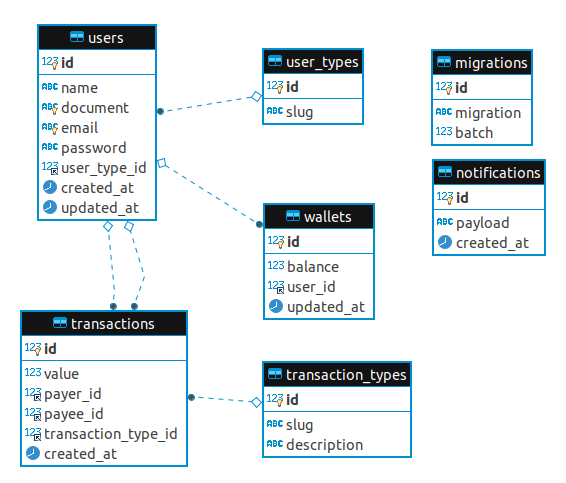 users
123 id
ABC name
ABC document
ABC email
ABC password
123 user_type_id
created_at
updated_at
user_types
123 id
ABC slug
migrations
123 id
ABC migration
123 batch
notifications
123 id
ABC payload
created_at
wallets
123 id
123 balance
123 user_id
updated_at
transactions
123 id
123 value
123 payer_id
123 payee_id
123 transaction_type_id
created_at
transaction_types
123 id
ABC slug
ABC description